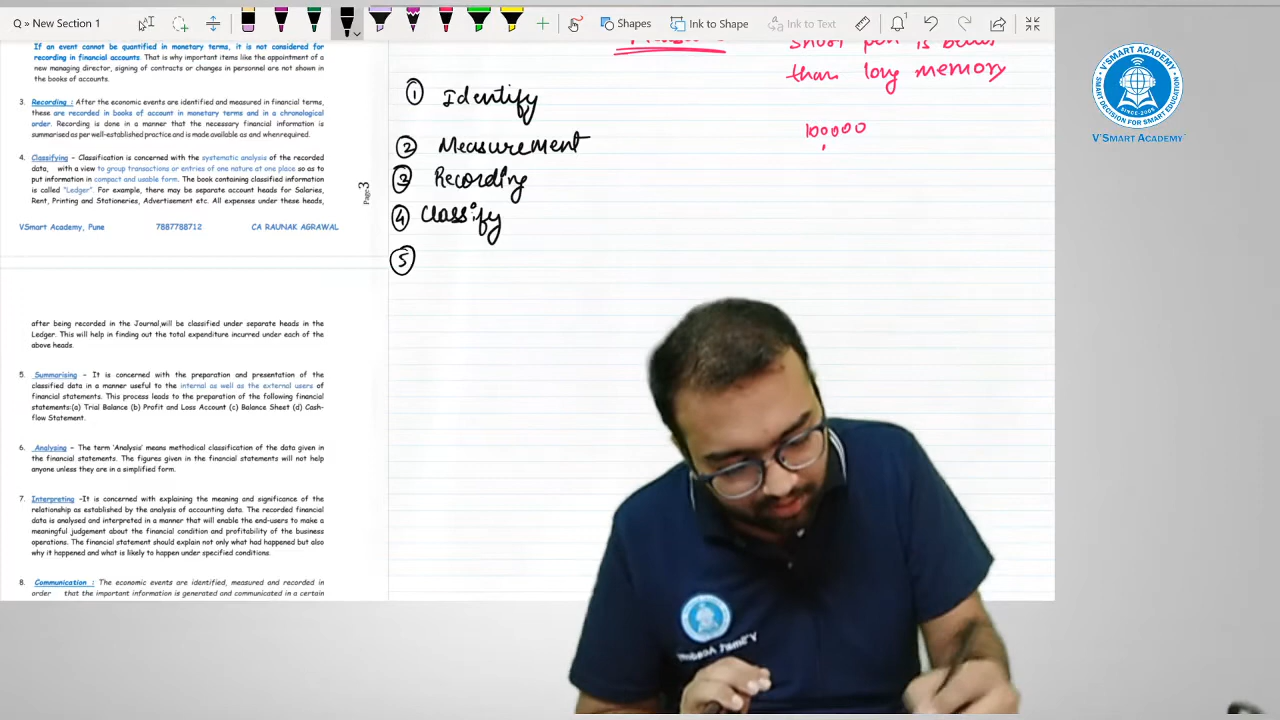 Shapes
Ink to Shape
If an event cannot be quantified in monetary terms, it is not considered for
recording in financial accounts. That is why important items like the appointment of a
new managing director, signing of contracts or changes in personnel are not shown in
the books of accounts.
3. Recording : After the economic events are identified and measured in financial terms,
these are recorded in books of account in monetary terms and in a chronological
order. Recording is done in a manner that the necessary financial information is
summarised as per well-established practice and is made available as and whenrequired.
4. Classifying – Classification is concerned with the systematic analysis of the recorded
data, with a view to group transactions or entries of one nature at one place so as to
put information in compact and usable form. The book containing classified information
is called "Ledger". For example, there may be separate account heads for Salaries,
Rent, Printing and Stationeries, Advertisement etc. All expenses under these heads,
Page 3
VSmart Academy, Pune 7887788712 CA RAUNAK AGRAWAL
after being recorded in the Journal,will be classified under separate heads in the
Ledger. This will help in finding out the total expenditure incurred under each of the
above heads.
5. Summarising – It is concerned with the preparation and presentation of the
classified data in a manner useful to the internal as well as the external users of
financial statements. This process leads to the preparation of the following financial
statements:(a) Trial Balance (b) Profit and Loss Account (c) Balance Sheet (d) Cash-
flow Statement.
6. Analysing – The term 'Analysis' means methodical classification of the data given in
the financial statements. The figures given in the financial statements will not help
anyone unless they are in a simplified form.
7. Interpreting –It is concerned with explaining the meaning and significance of the
relationship as established by the analysis of accounting data. The recorded financial
data is analysed and interpreted in a manner that will enable the end-users to make a
meaningful judgement about the financial condition and profitability of the business
operations. The financial statement should explain not only what had happened but also
why it happened and what is likely to happen under specified conditions.
8. Communication : The economic events are identified, measured and recorded in
order that the important information is generated and communicated in a certain
Short pen is better
than long memory
100000
① Identify
② Measurement
③ Recording
④ Classify
⑤
V'SMART ACADEMY
SINCE-20
V'SMART ACADEMY
V'Smart Academy